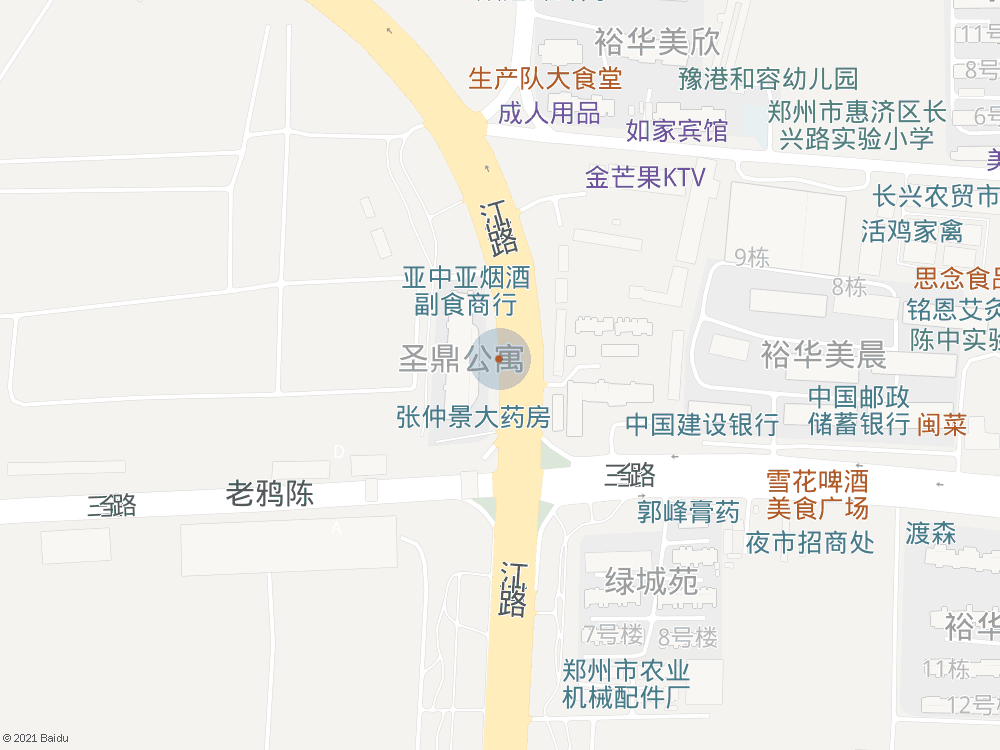 裕华美欣
11号
8号
6号
生产队大食堂
豫港和容幼儿园
成人用品
郑州市惠济区长
兴路实验小学
如家宾馆
金芒果KTV
长兴农贸市
活鸡家禽
9栋
8栋
亚中亚烟酒
副食商行
思念食品
铭恩艾灸
陈中实验
圣鼎公寓
裕华美晨
张仲景大药房
中国建设银行
中国邮政
储蓄银行
闽菜
D
老鸦陈
雪花啤酒
美食广场
郭峰膏药
夜市招商处
渡森
A
绿城苑
7号楼
8号楼
裕华
11栋
12号
郑州市农业
机械配件厂
© 2021 Baidu